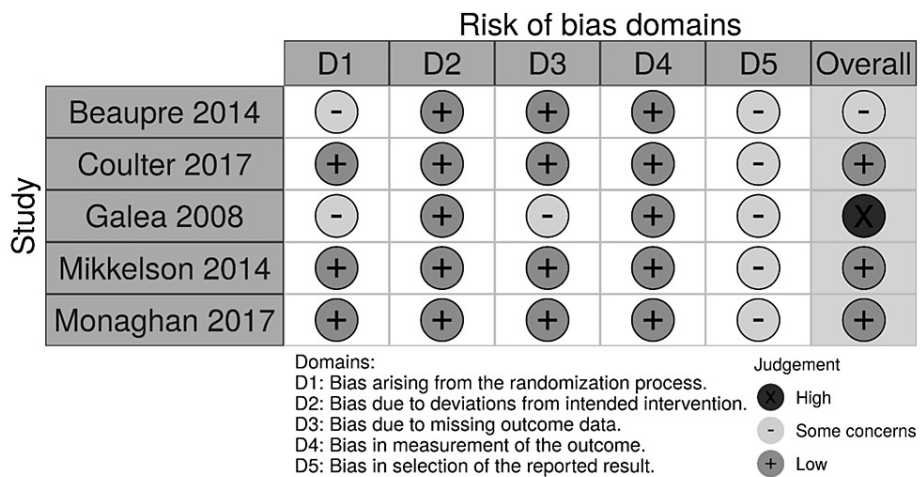 Risk of bias domains
D1 D2 D3 D4 D5 Overall
Study
Beaupre 2014 - + + + - -
Coulter 2017 + + + + - +
Galea 2008 - + - + - X
Mikkelson 2014 + + + + - +
Monaghan 2017 + + + + - +
Domains:
D1: Bias arising from the randomization process.
D2: Bias due to deviations from intended intervention.
D3: Bias due to missing outcome data.
D4: Bias in measurement of the outcome.
D5: Bias in selection of the reported result.
Judgement
X High
- Some concerns
+ Low